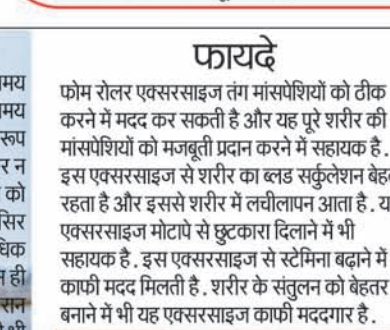 फायदे
फोम रोलर एक्सरसाइज तंग मांसपेशियों को ठीक
करने में मदद कर सकती है और यह पूरे शरीर की
मांसपेशियों को मजबूती प्रदान करने में सहायक है.
इस एक्सरसाइज से शरीर का ब्लड सर्कुलेशन
रहता है और इससे शरीर में लचीलापन आता है.
एक्सरसाइज मोटापे से छुटकारा दिलाने में भी
सहायक है. इस एक्सरसाइज से स्टेमिना बढ़ाने में
काफी मदद मिलती है. शरीर के संतुलन को बेहतर
बनाने में भी यह एक्सरसाइज काफी मददगार है.